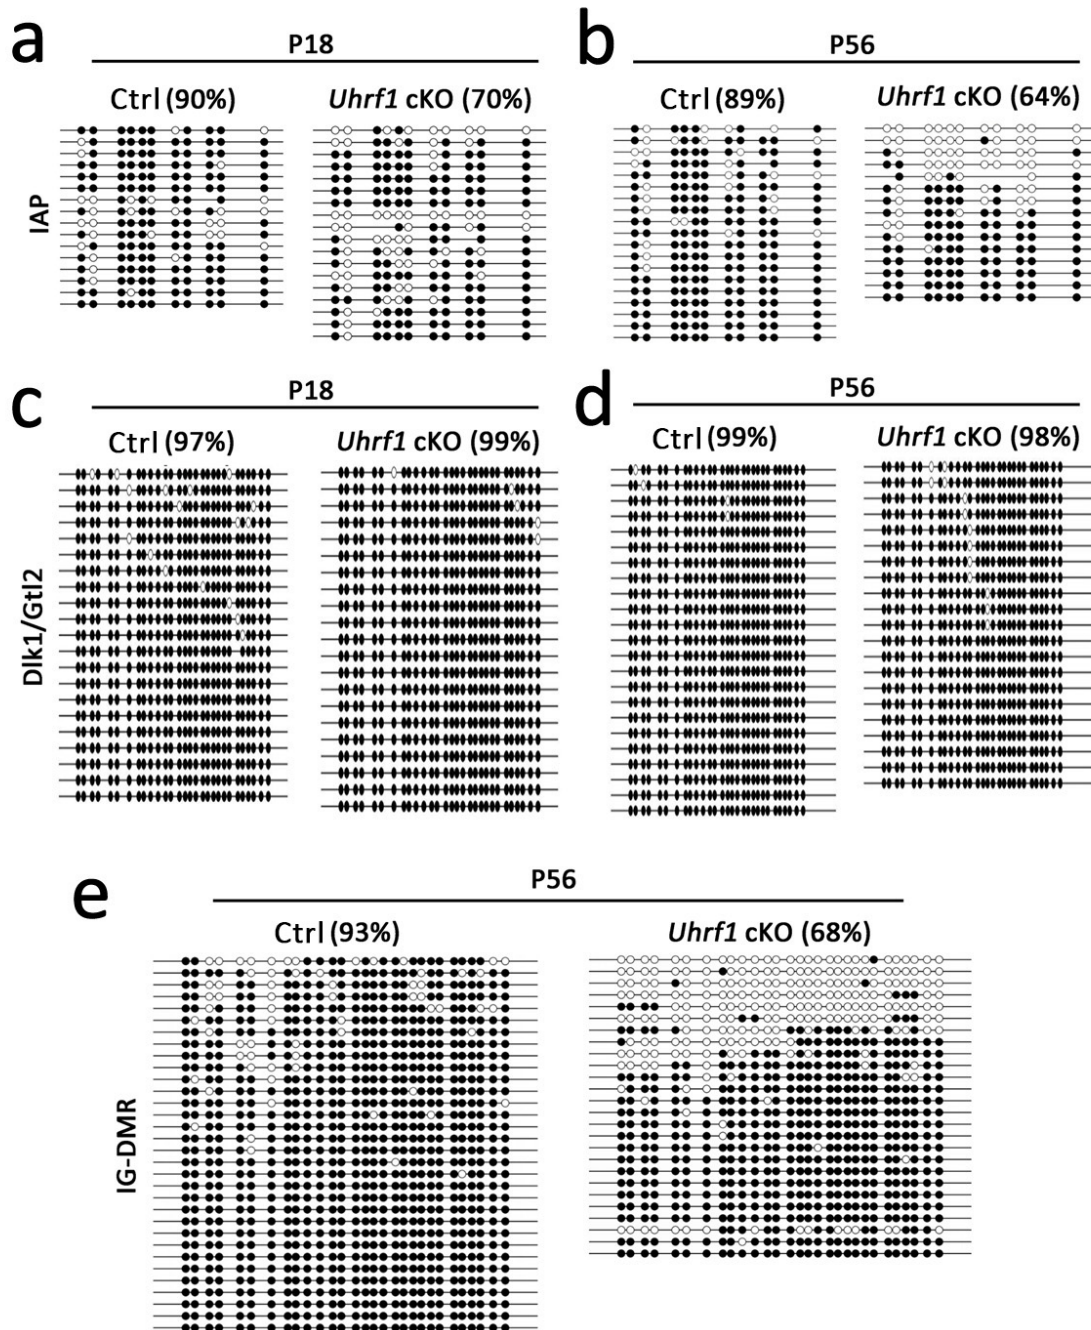 a
P18
Ctrl (90%)
Uhrf1 cKO (70%)
IAP
b
P56
Ctrl (89%)
Uhrf1 cKO (64%)
c
P18
Ctrl (97%)
Uhrf1 cKO (99%)
Dlk1/Gtl2
d
P56
Ctrl (99%)
Uhrf1 cKO (98%)
e
P56
Ctrl (93%)
Uhrf1 cKO (68%)
IG-DMR